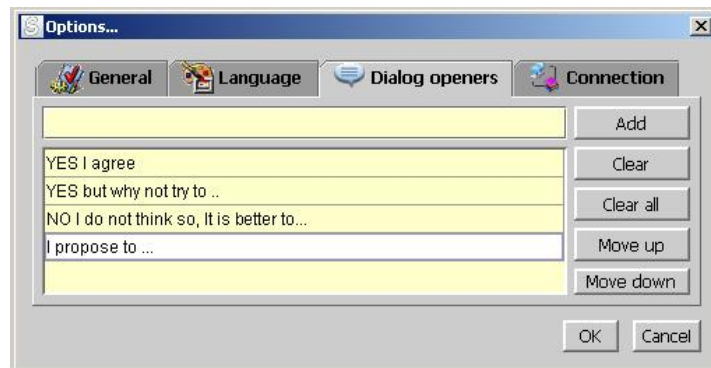 Options...
General Language Dialog openers Connection
Add
YES I agree
Clear
YES but why not try to ..
Clear all
NO I do not think so, It is better to...
I propose to ...
Move up
Move down
OK Cancel